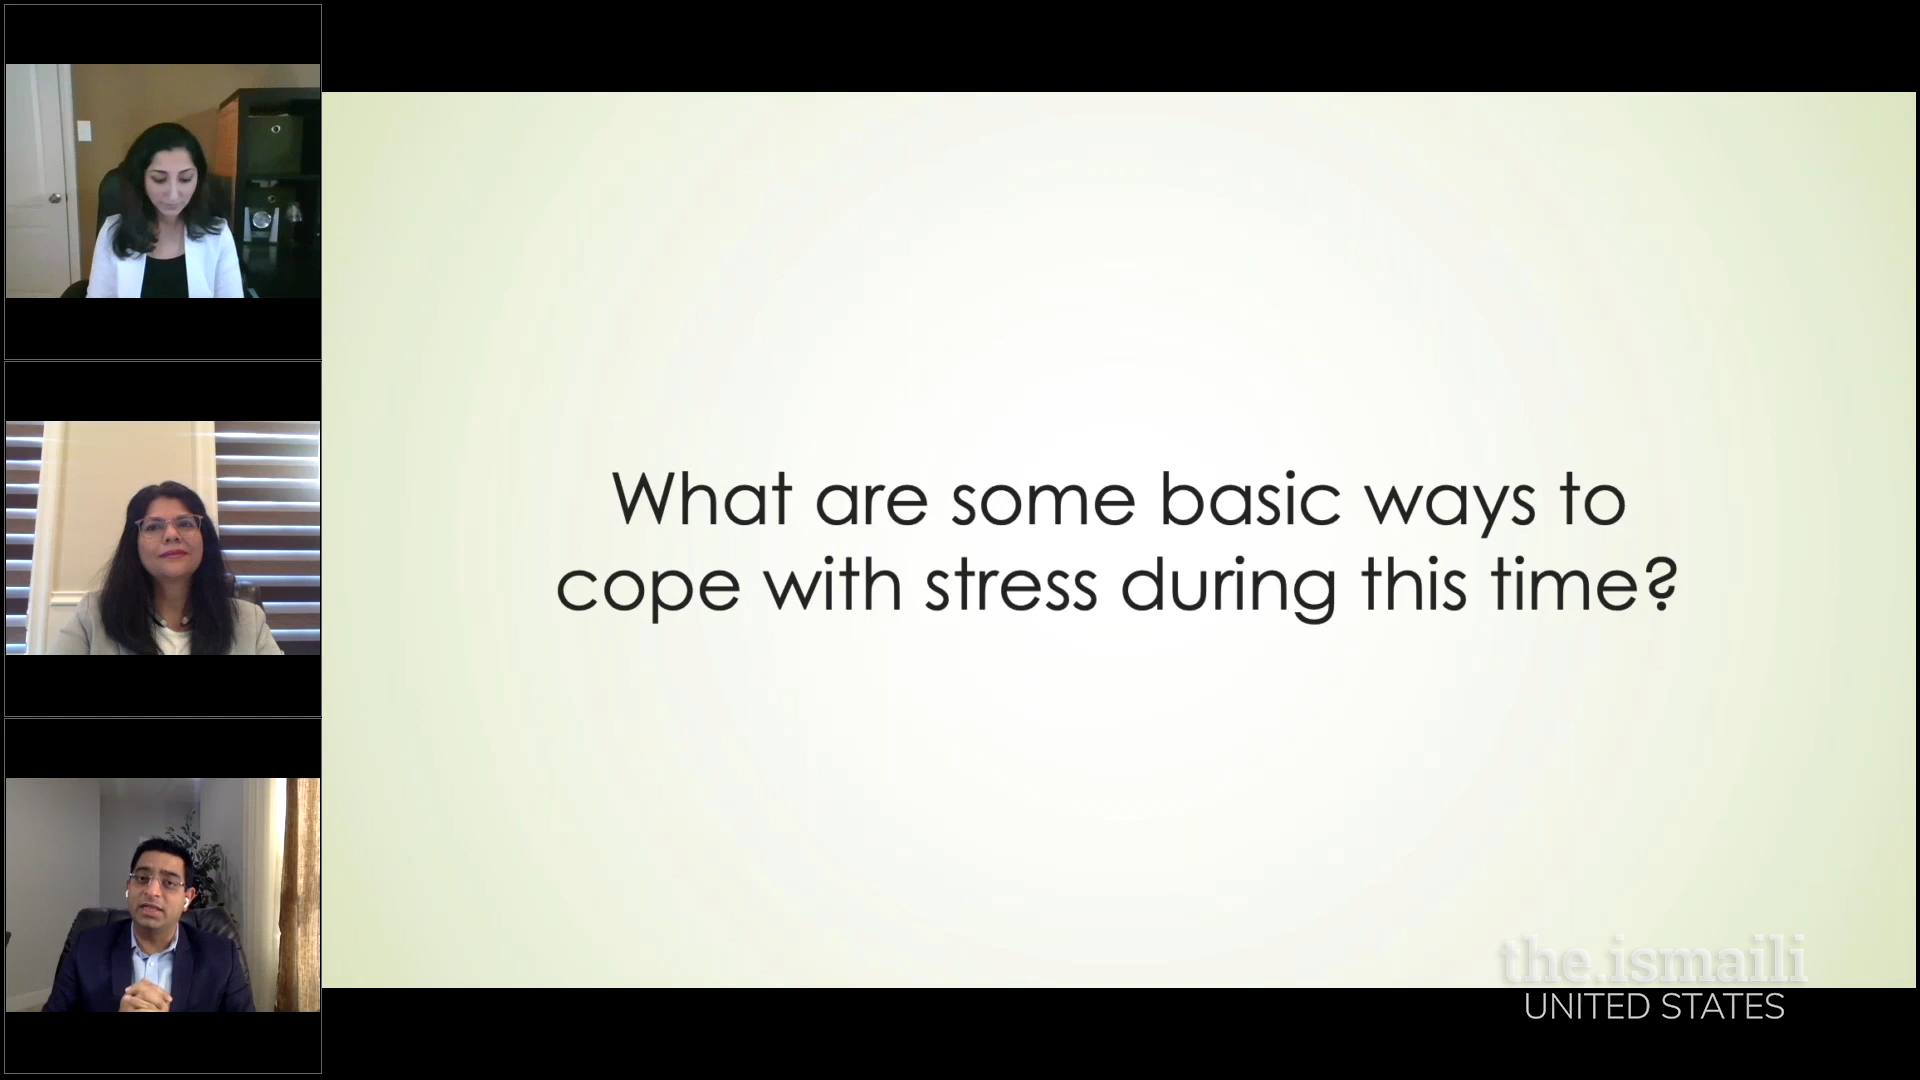 What are some basic ways to
cope with stress during this time?
the.ismaili
UNITED STATES